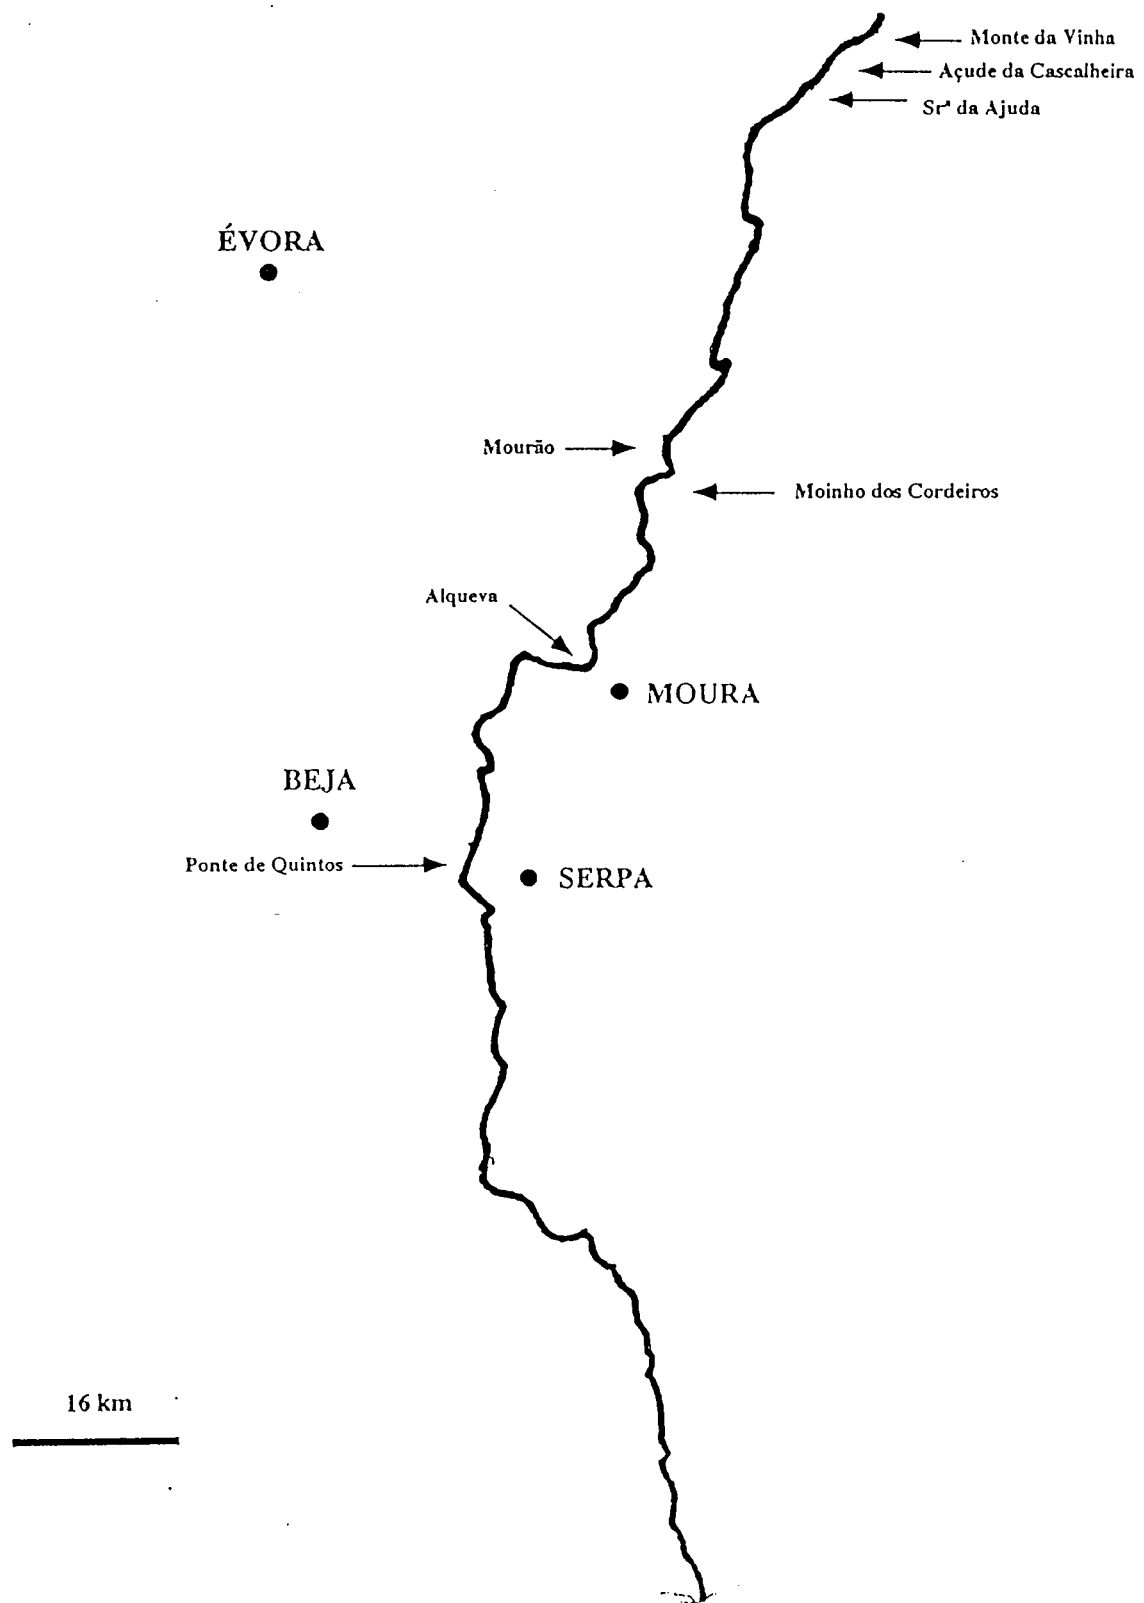 Monte da Vinha
Açude da Cascalheira
Srª da Ajuda
ÉVORA
Mourão
Moinho dos Cordeiros
Alqueva
MOURA
BEJA
Ponte de Quintos
SERPA
16 km